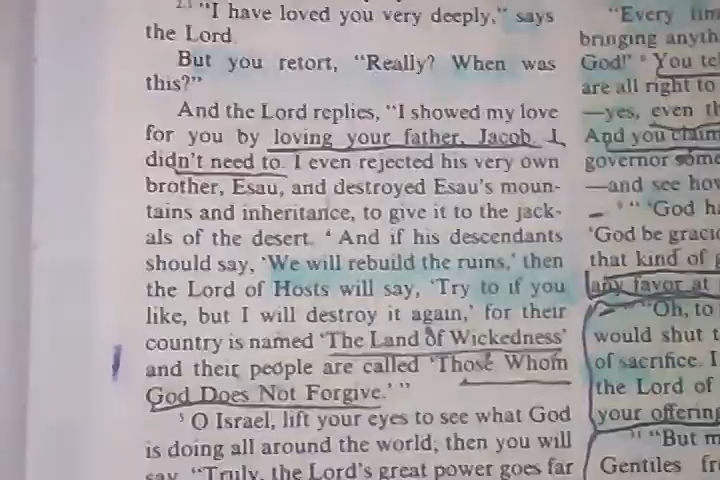 2,3 "I have loved you very deeply," says
the Lord.
But you retort, "Really? When was
this?"
And the Lord replies, "I showed my love
for you by loving your father, Jacob. I
didn't need to. I even rejected his very own
brother, Esau, and destroyed Esau's moun-
tains and inheritance, to give it to the jack-
als of the desert. 4 And if his descendants
should say, 'We will rebuild the ruins,' then
the Lord of Hosts will say, 'Try to if you
like, but I will destroy it again,' for their
country is named 'The Land of Wickedness'
and their people are called 'Those Whom
God Does Not Forgive.' "
5 O Israel, lift your eyes to see what God
is doing all around the world; then you will
say, "Truly, the Lord's great power goes far
"Every
bringing
God!" You
are all right to
—yes, even
And you claim
governor
—and see
" 'God
'God be
that kind of
any favor at
"Oh, to
would shut
of sacrifice. I
the Lord of
your
"But
Gentiles